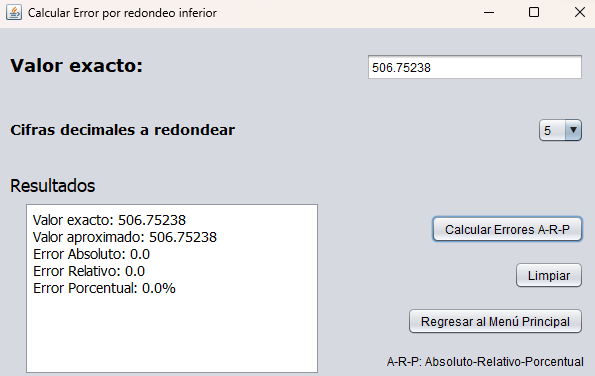 Calcular Error por redondeo inferior
Valor exacto:
506.75238
Cifras decimales a redondear
5
Resultados
Valor exacto: 506.75238
Valor aproximado: 506.75238
Error Absoluto: 0.0
Error Relativo: 0.0
Error Porcentual: 0.0%
Calcular Errores A-R-P
Limpiar
Regresar al Menú Principal
A-R-P: Absoluto-Relativo-Porcentual